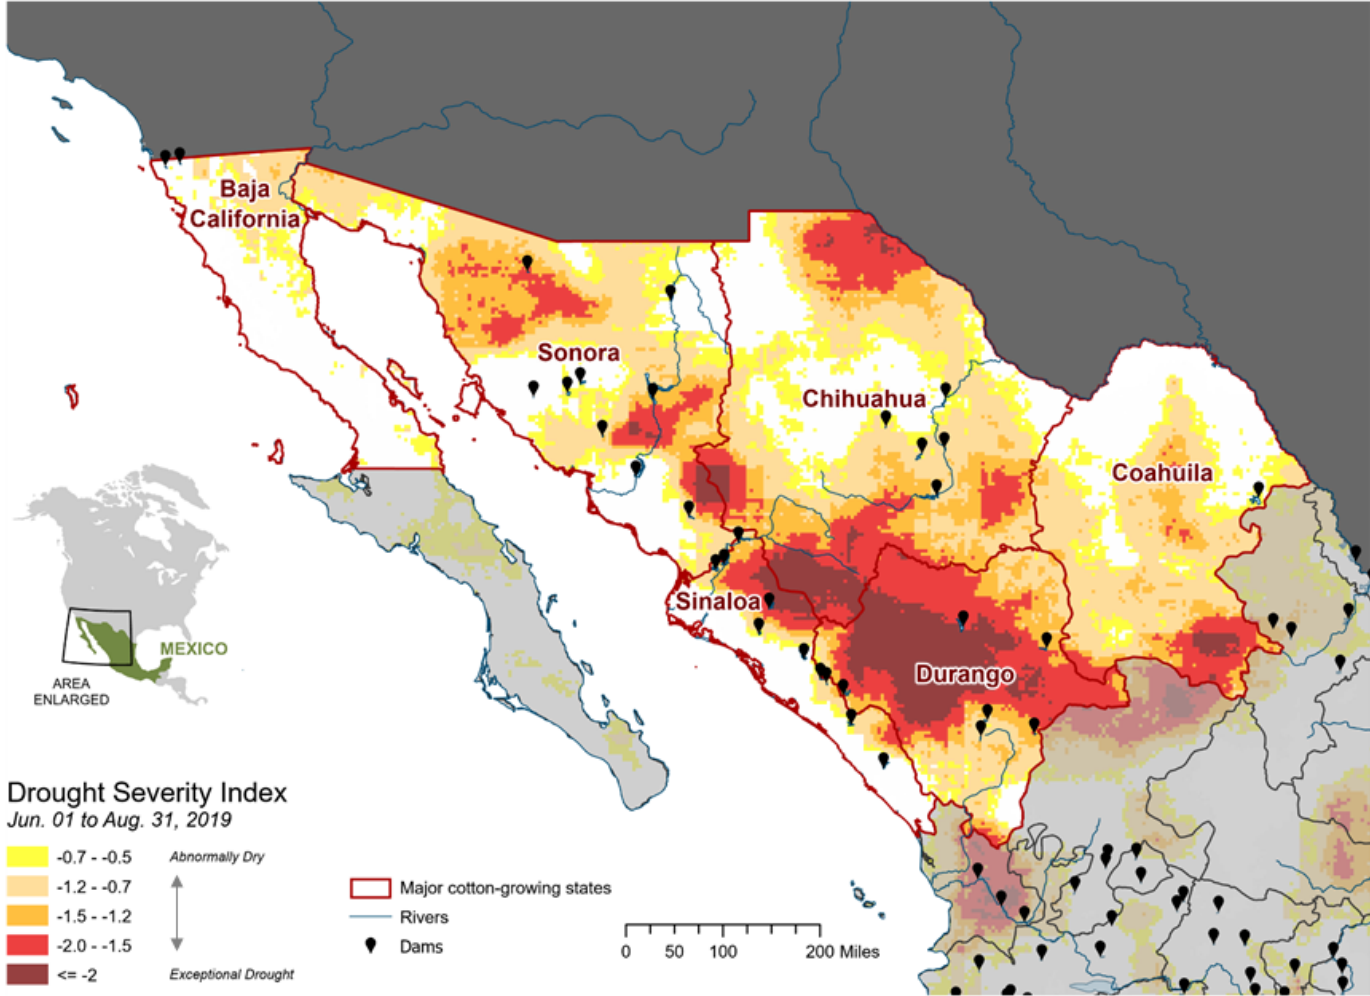 Baja
California
Sonora
Chihuahua
Coahuila
Sinaloa
Durango
MEXICO
AREA
ENLARGED
Drought Severity Index
Jun. 01 to Aug. 31, 2019
-0.7 - -0.5
Abnormally Dry
-1.2 - -0.7
-1.5 - -1.2
-2.0 - -1.5
<= -2
Exceptional Drought
Major cotton-growing states
Rivers
Dams
0 50 100 200 Miles